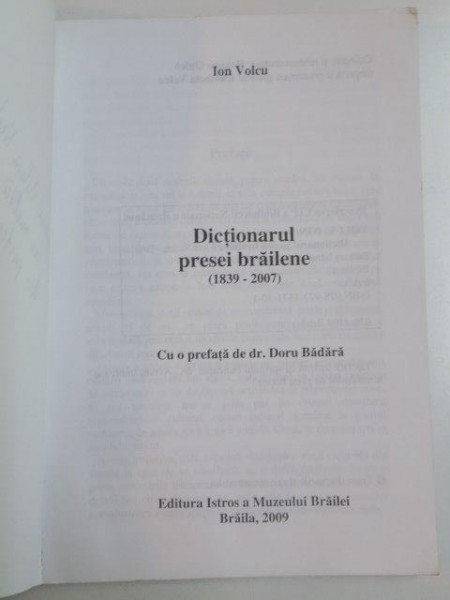 Ion Volcu
Dicționarul
presei brăilene
(1839 - 2007)
Cu o prefață de dr. Doru Bădără
Editura Istros a Muzeului Brăilei
Brăila, 2009